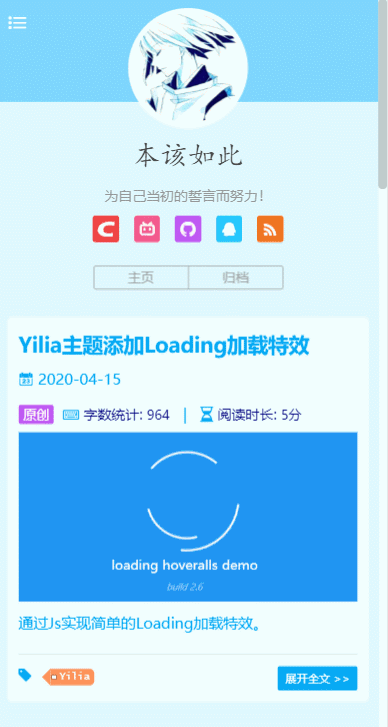 本该如此
为自己当初的誓言而努力！
主页 归档
Yilia主题添加Loading加载特效
2020-04-15
原创 字数统计: 964 | 阅读时长: 5分
loading hoveralls demo
build 2.6
通过Js实现简单的Loading加载特效。
Yilia 展开全文 >>